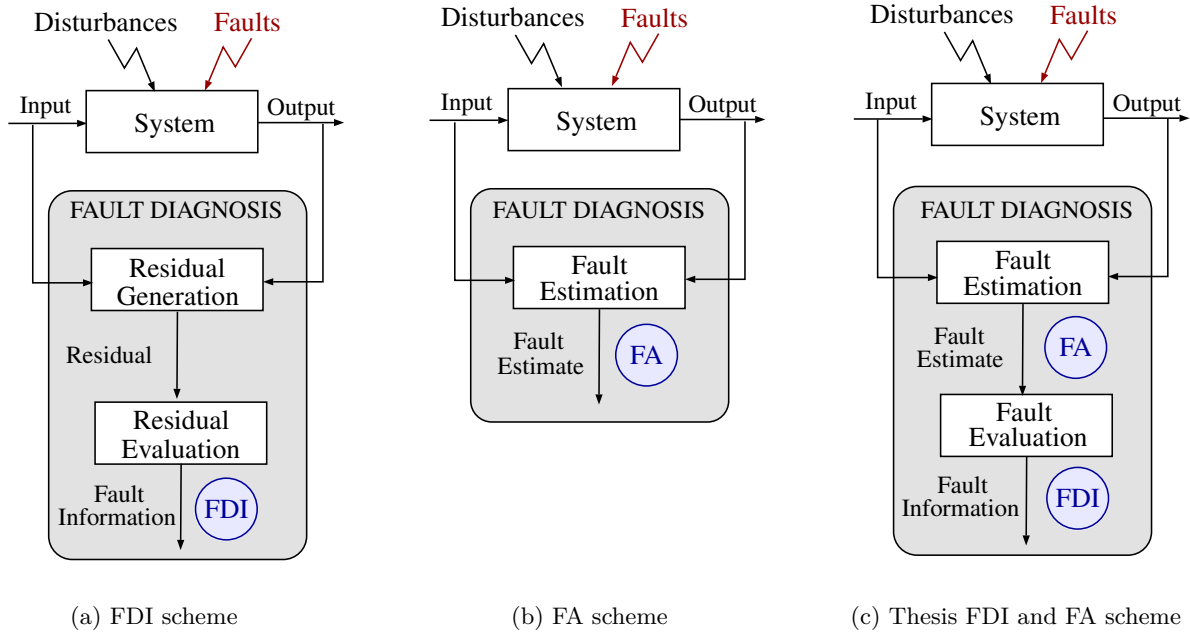 Disturbances
Faults
Input
System
Output
FAULT DIAGNOSIS
Residual
Generation
Residual
Residual
Evaluation
Fault
Information
FDI
(a) FDI scheme
Disturbances
Faults
Input
System
Output
FAULT DIAGNOSIS
Fault
Estimation
Fault
Estimate
FA
(b) FA scheme
Disturbances
Faults
Input
System
Output
FAULT DIAGNOSIS
Fault
Estimation
Fault
Estimate
FA
Fault
Evaluation
Fault
Information
FDI
(c) Thesis FDI and FA scheme